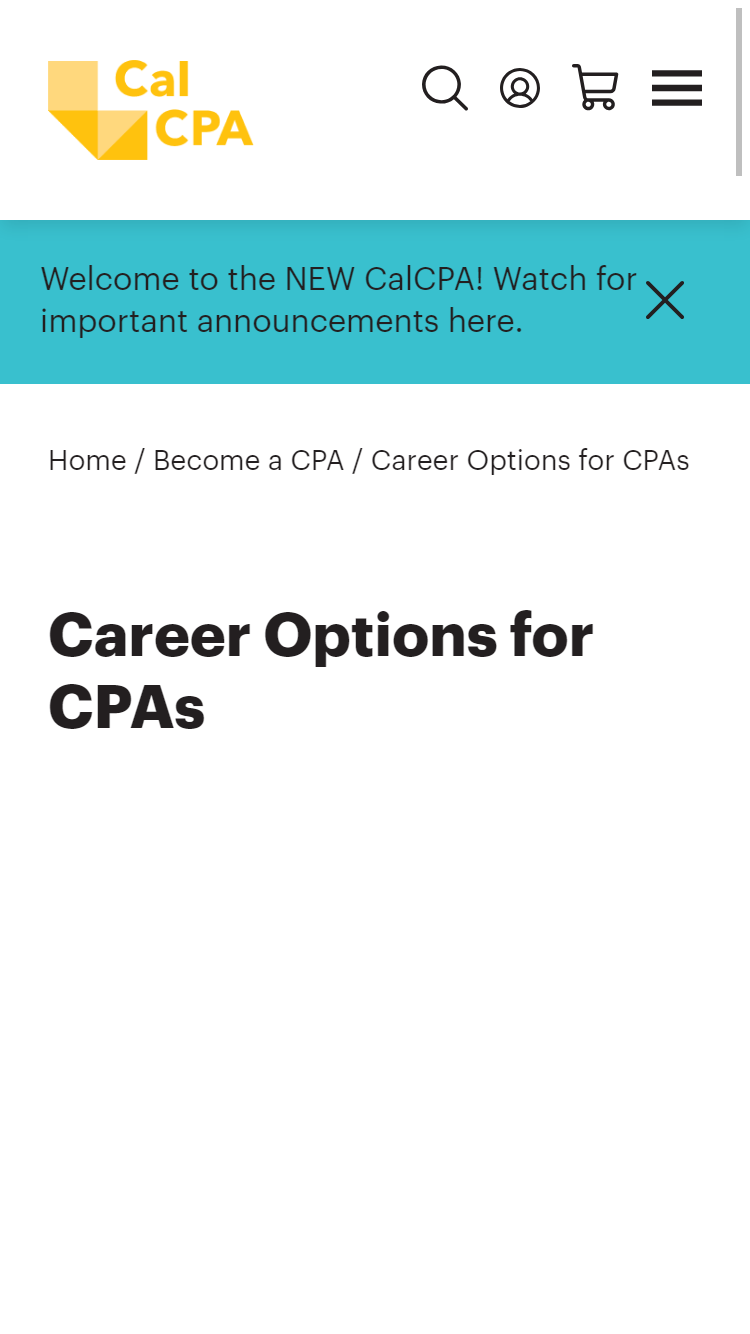 Cal
CPA
Welcome to the NEW CalCPA! Watch for
important announcements here.
Home / Become a CPA / Career Options for CPAs
Career Options for
CPAs